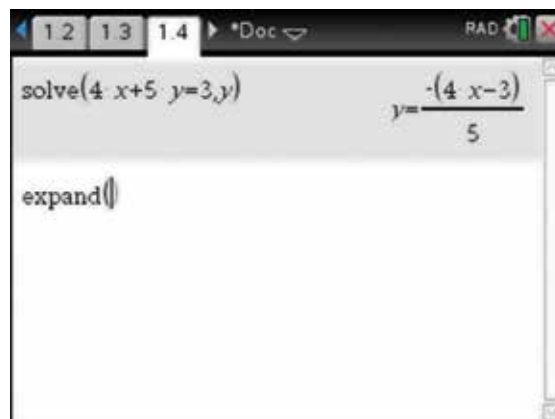 1.2 1.3 1.4 *Doc RAD
solve(4 x+5 y=3,y) y=-(4 x-3)/5
expand()